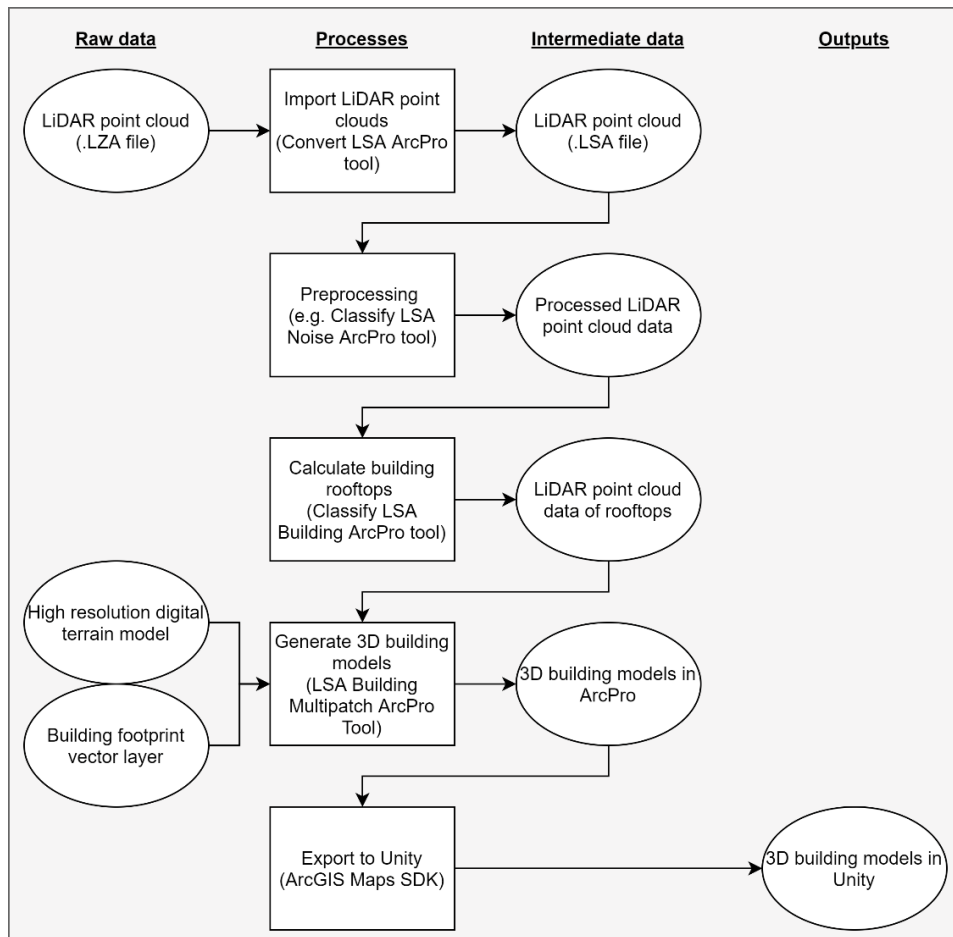 Raw data
Processes
Intermediate data
Outputs
LiDAR point cloud
(.LZA file)
Import LiDAR point
clouds
(Convert LSA ArcPro
tool)
LiDAR point cloud
(.LSA file)
Preprocessing
(e.g. Classify LSA
Noise ArcPro tool)
Processed LiDAR
point cloud data
Calculate building
rooftops
(Classify LSA
Building ArcPro tool)
LiDAR point cloud
data of rooftops
High resolution digital
terrain model
Building footprint
vector layer
Generate 3D building
models
(LSA Building
Multipatch ArcPro
Tool)
3D building models in
ArcPro
Export to Unity
(ArcGIS Maps SDK)
3D building models in
Unity